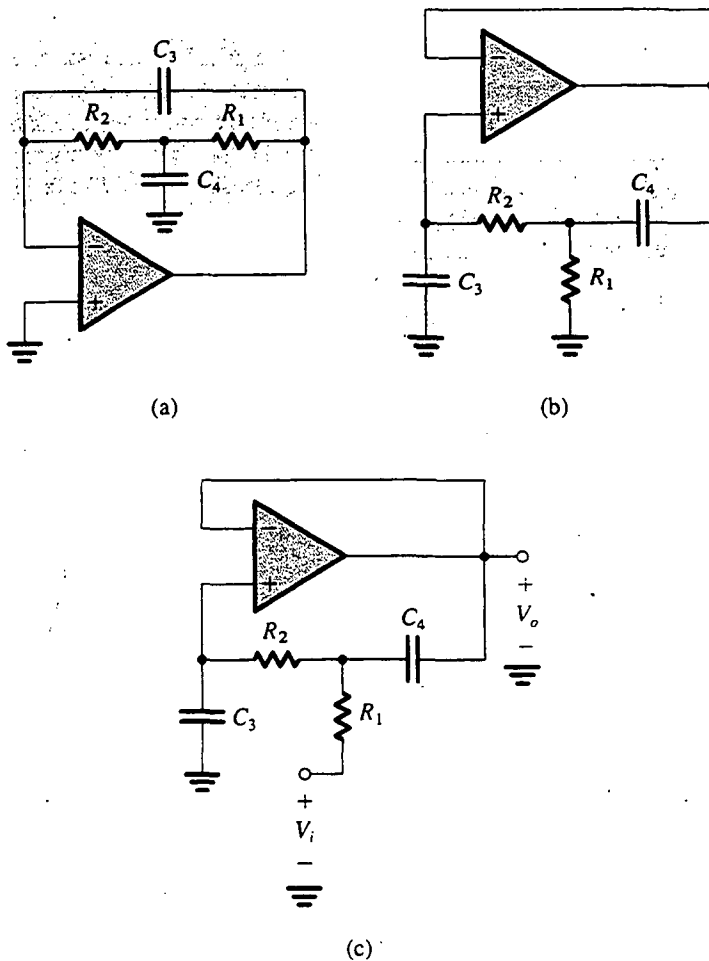 C₃
R₂
R₁
C₄
−
+
(a)
−
+
R₂
C₄
C₃
R₁
(b)
−
+
+
Vₒ
−
R₂
C₄
C₃
R₁
+
Vᵢ
−
(c)